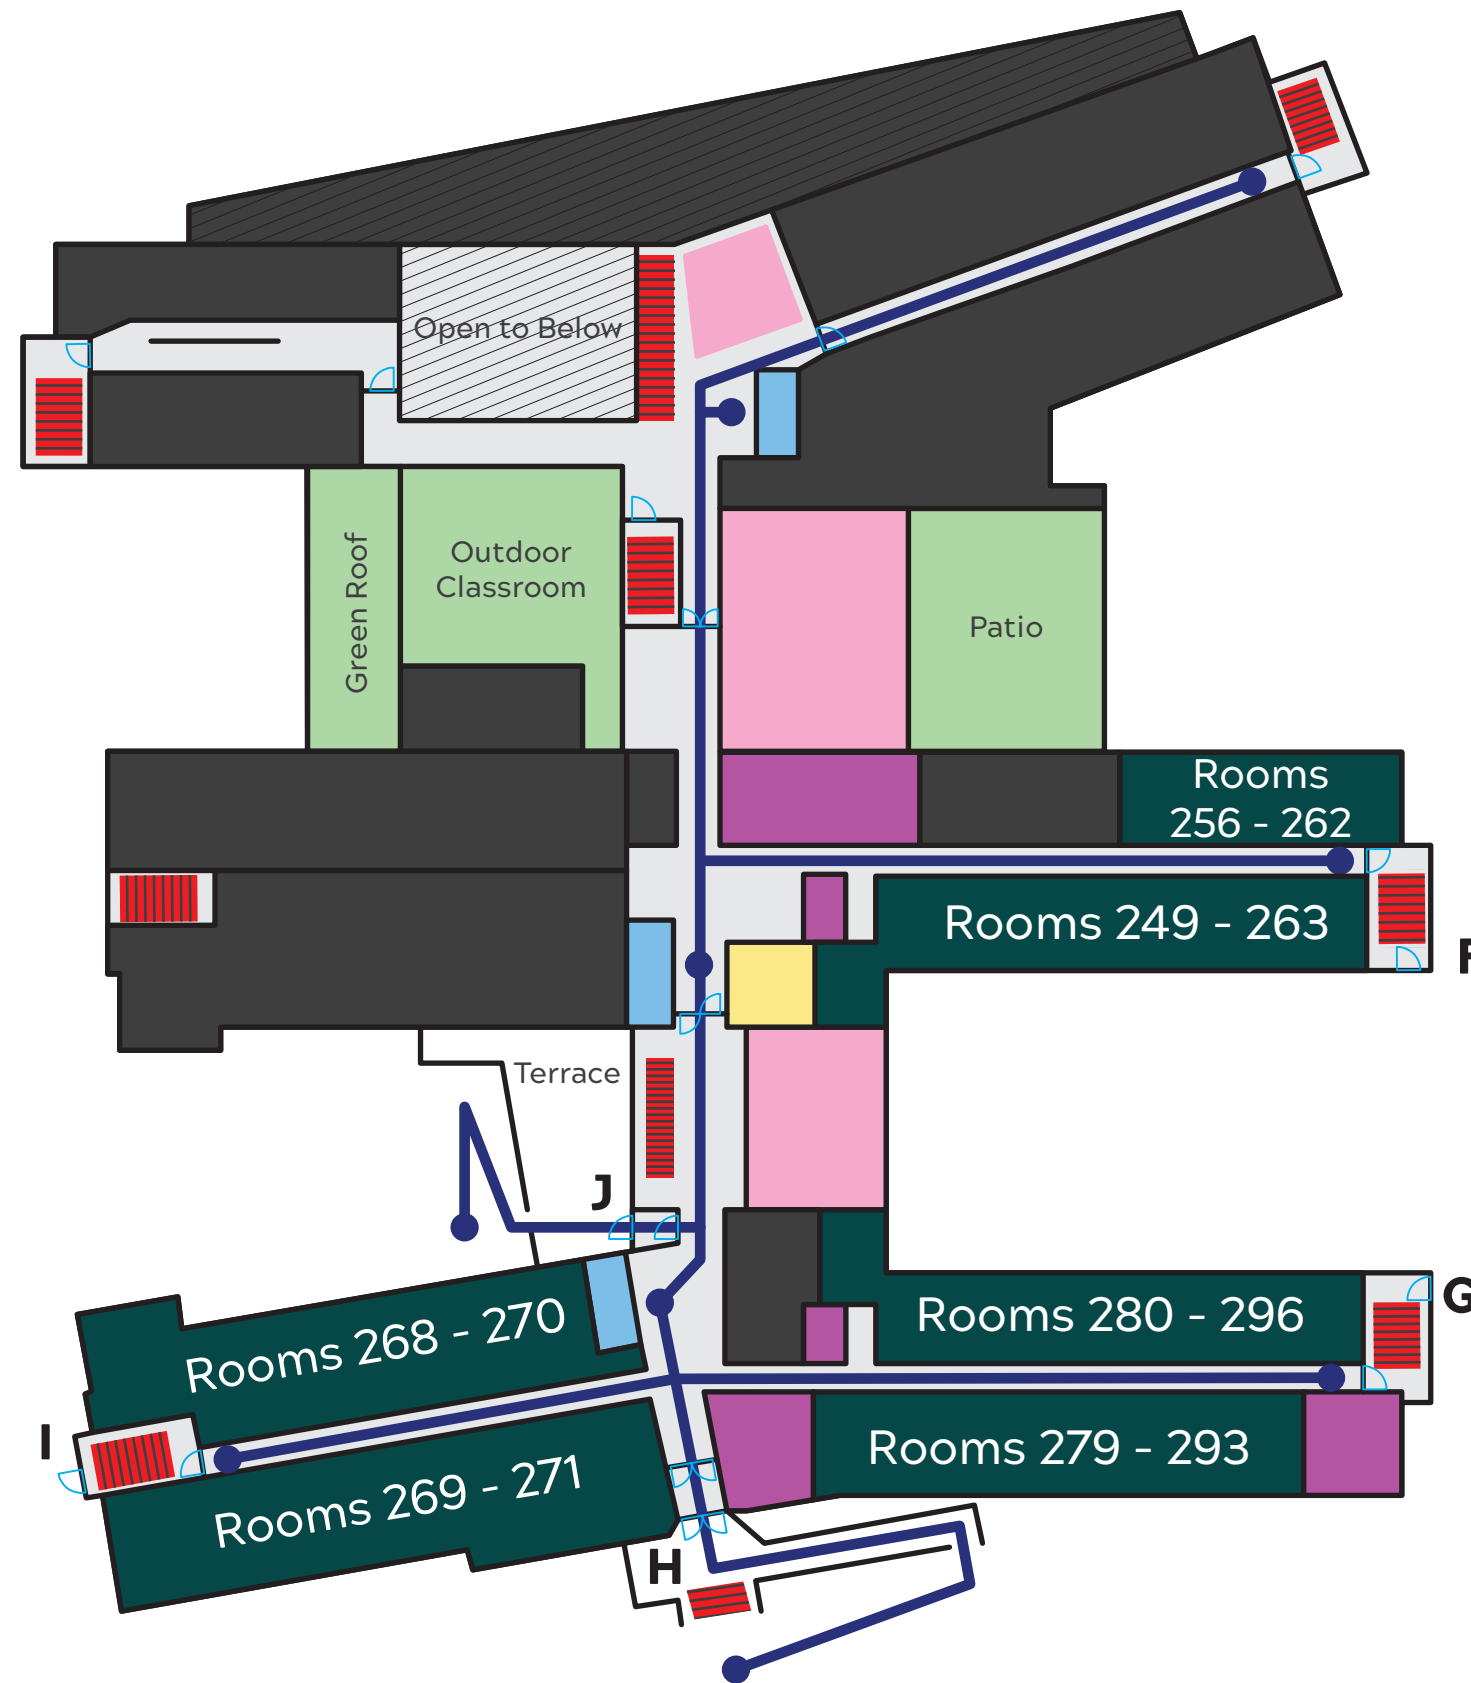 Open to Below
Green Roof
Outdoor
Classroom
Patio
Rooms
256 - 262
Rooms 249 - 263
F
Terrace
J
Rooms 268 - 270
Rooms 280 - 296
G
I
Rooms 269 - 271
Rooms 279 - 293
H